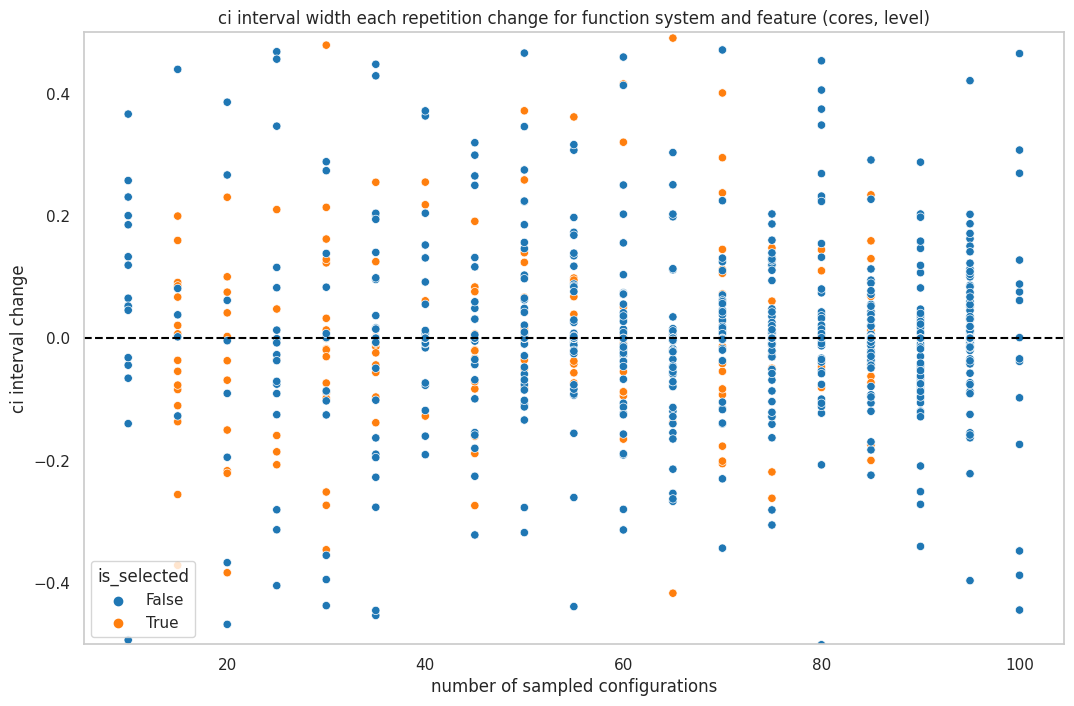 ci interval width each repetition change for function system and feature (cores, level)
ci interval change
0.4
0.2
0.0
−0.2
−0.4
is_selected
False
True
20
40
60
80
100
number of sampled configurations